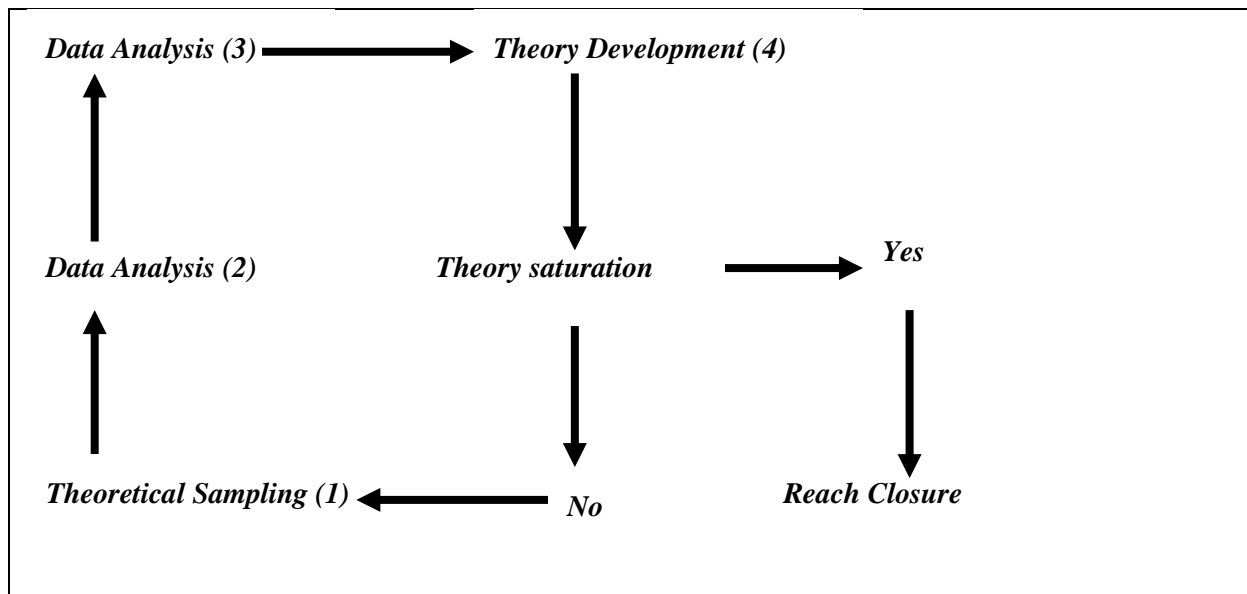 Data Analysis (3)
Theory Development (4)
Data Analysis (2)
Theory saturation
Yes
Theoretical Sampling (1)
No
Reach Closure